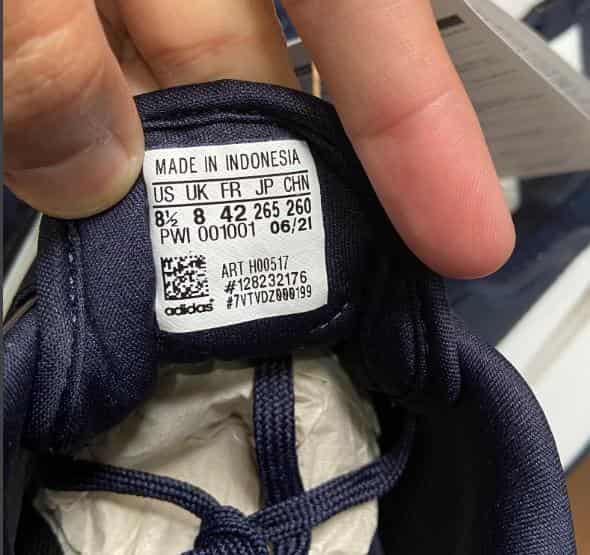 MADE IN INDONESIA
US UK FR JP CHN
8½ 8 42 265 260
PWI 001001 06/21
ART H00517
#128232176
#7VTVDZ000199
adidas